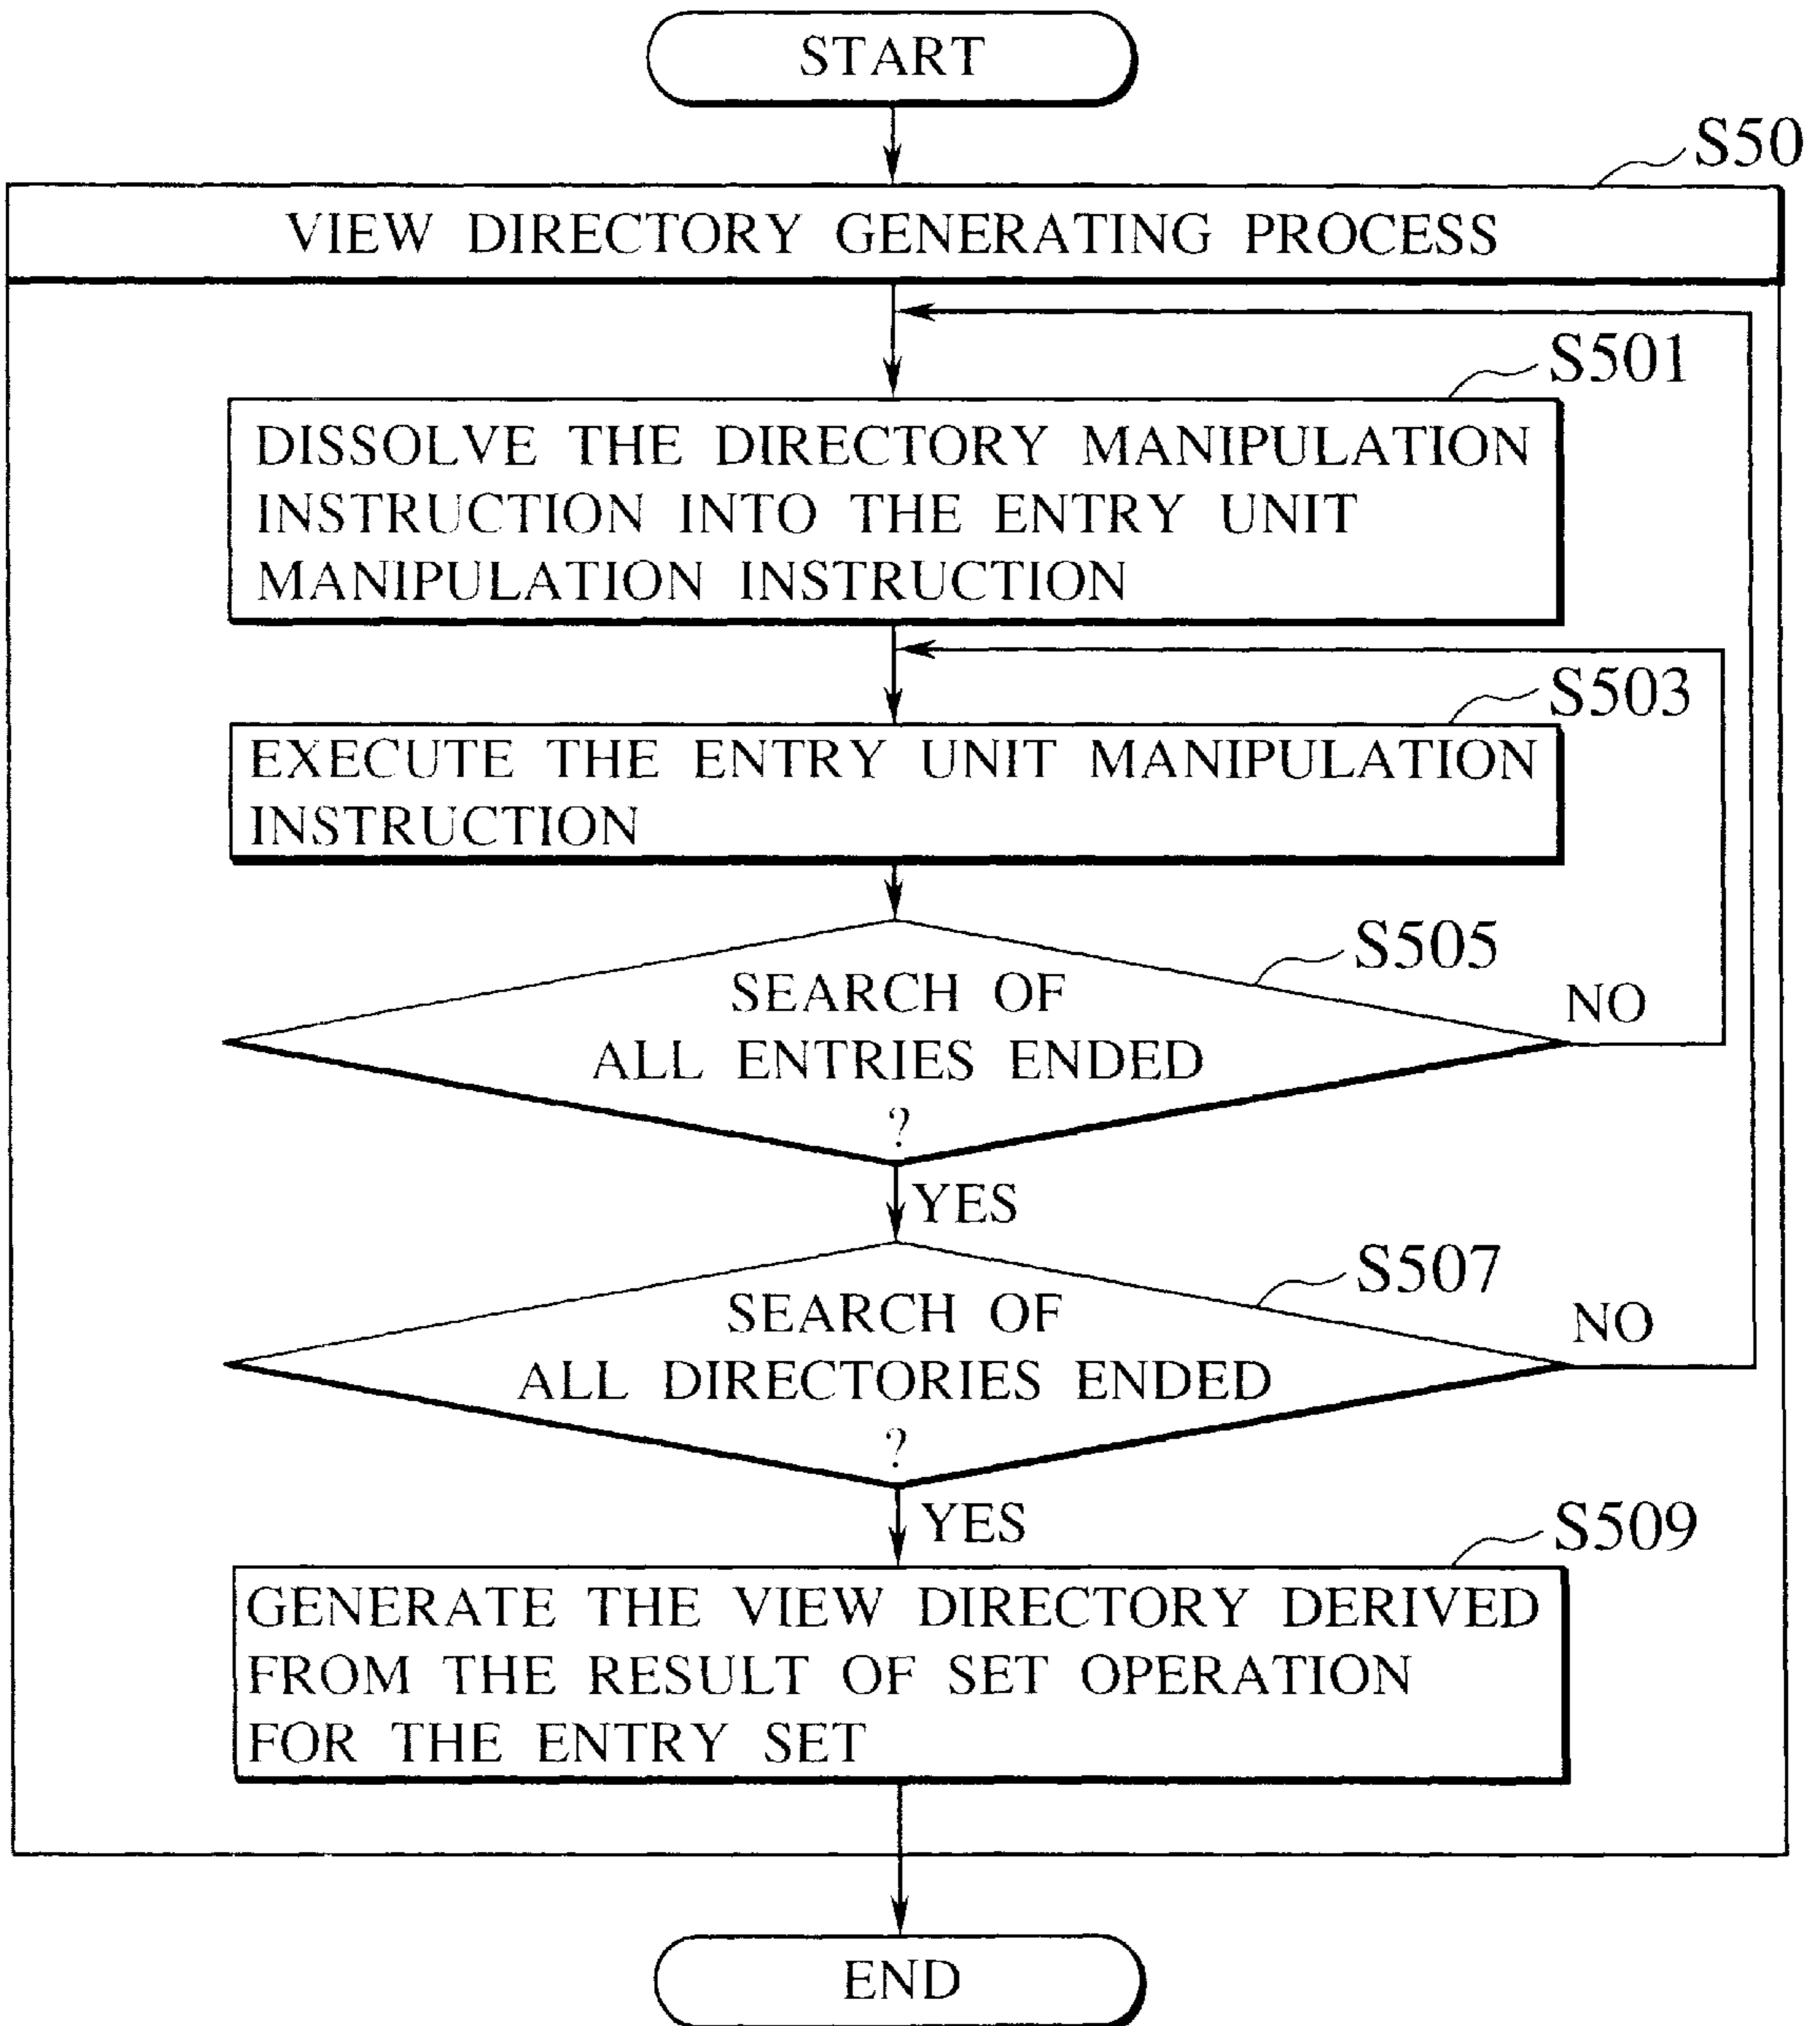 START
S50
VIEW DIRECTORY GENERATING PROCESS
S501
DISSOLVE THE DIRECTORY MANIPULATION
INSTRUCTION INTO THE ENTRY UNIT
MANIPULATION INSTRUCTION
S503
EXECUTE THE ENTRY UNIT MANIPULATION
INSTRUCTION
S505
SEARCH OF
ALL ENTRIES ENDED
?
NO
YES
S507
SEARCH OF
ALL DIRECTORIES ENDED
?
NO
YES
S509
GENERATE THE VIEW DIRECTORY DERIVED
FROM THE RESULT OF SET OPERATION
FOR THE ENTRY SET
END